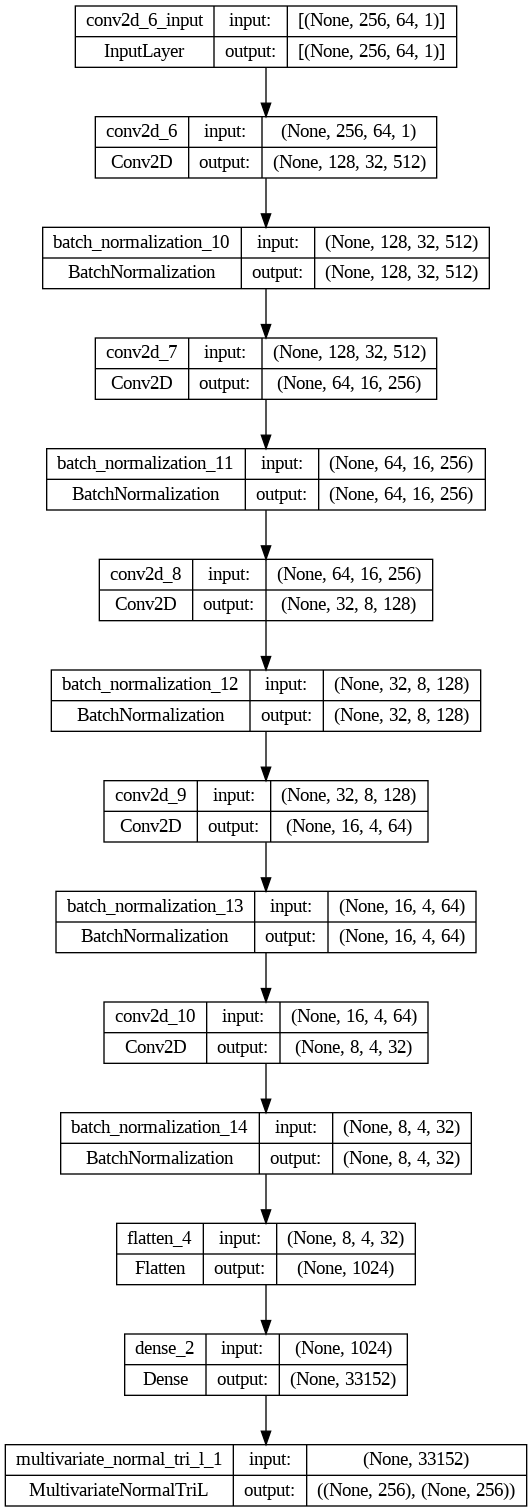 conv2d_6_input input: [(None, 256, 64, 1)]
InputLayer output: [(None, 256, 64, 1)]
conv2d_6 input: (None, 256, 64, 1)
Conv2D output: (None, 128, 32, 512)
batch_normalization_10 input: (None, 128, 32, 512)
BatchNormalization output: (None, 128, 32, 512)
conv2d_7 input: (None, 128, 32, 512)
Conv2D output: (None, 64, 16, 256)
batch_normalization_11 input: (None, 64, 16, 256)
BatchNormalization output: (None, 64, 16, 256)
conv2d_8 input: (None, 64, 16, 256)
Conv2D output: (None, 32, 8, 128)
batch_normalization_12 input: (None, 32, 8, 128)
BatchNormalization output: (None, 32, 8, 128)
conv2d_9 input: (None, 32, 8, 128)
Conv2D output: (None, 16, 4, 64)
batch_normalization_13 input: (None, 16, 4, 64)
BatchNormalization output: (None, 16, 4, 64)
conv2d_10 input: (None, 16, 4, 64)
Conv2D output: (None, 8, 4, 32)
batch_normalization_14 input: (None, 8, 4, 32)
BatchNormalization output: (None, 8, 4, 32)
flatten_4 input: (None, 8, 4, 32)
Flatten output: (None, 1024)
dense_2 input: (None, 1024)
Dense output: (None, 33152)
multivariate_normal_tri_l_1 input: (None, 33152)
MultivariateNormalTriL output: ((None, 256), (None, 256))